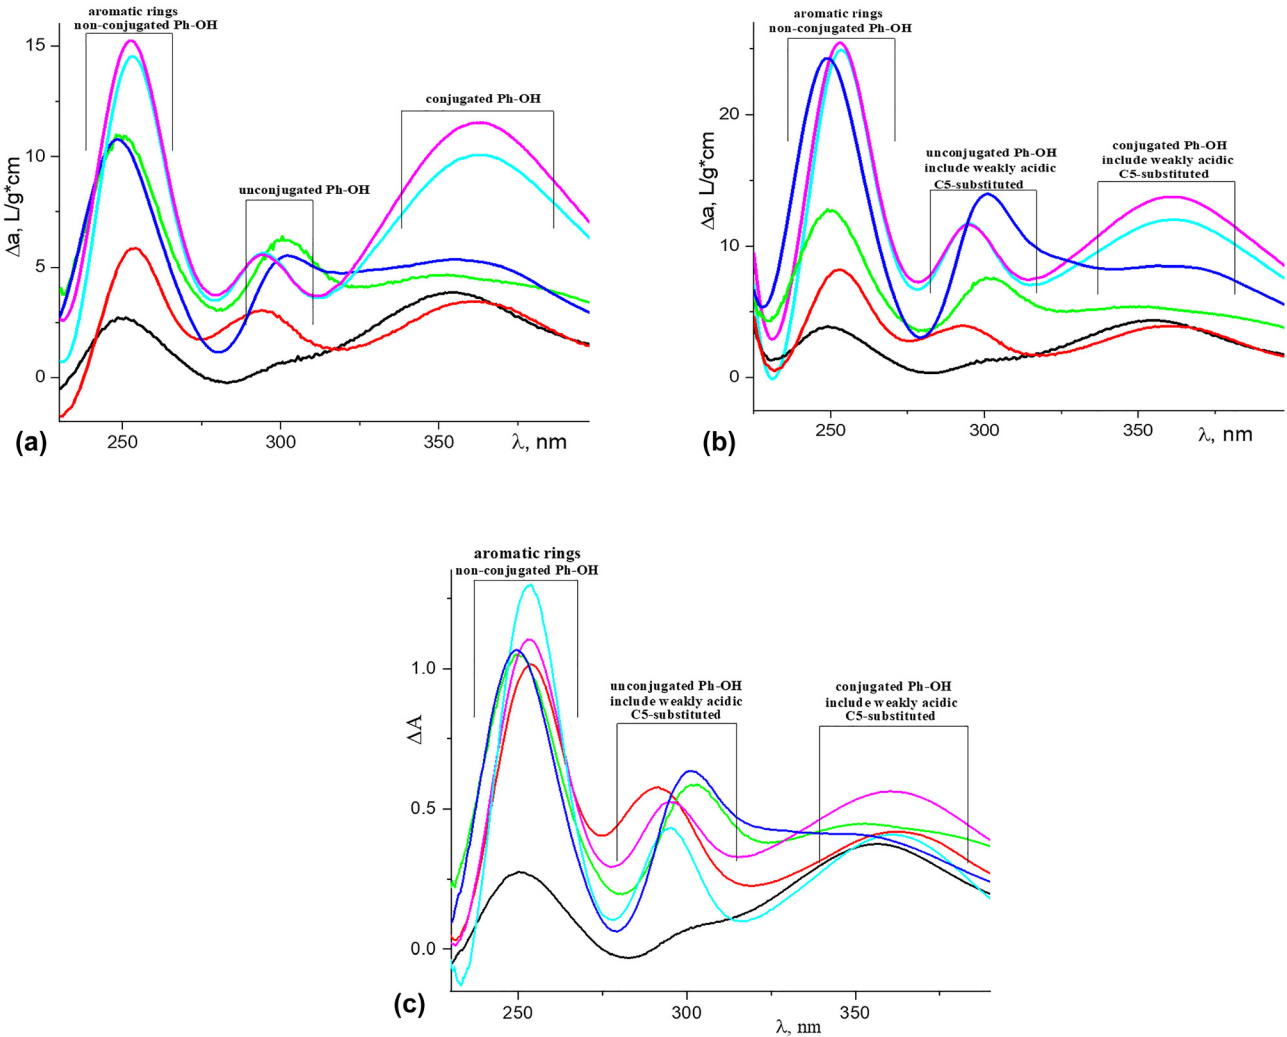 aromatic rings
non-conjugated Ph-OH
15
conjugated Ph-OH
10
unconjugated Ph-OH
5
0
Δa, L/g*cm
250
300
350
λ, nm
(a)
aromatic rings
non-conjugated Ph-OH
20
conjugated Ph-OH
include weakly acidic
C5-substituted
unconjugated Ph-OH
include weakly acidic
C5-substituted
10
0
Δa, L/g*cm
250
300
350
λ, nm
(b)
aromatic rings
non-conjugated Ph-OH
1.0
unconjugated Ph-OH
include weakly acidic
C5-substituted
conjugated Ph-OH
include weakly acidic
C5-substituted
ΔA
0.5
0.0
250
300
350
λ, nm
(c)